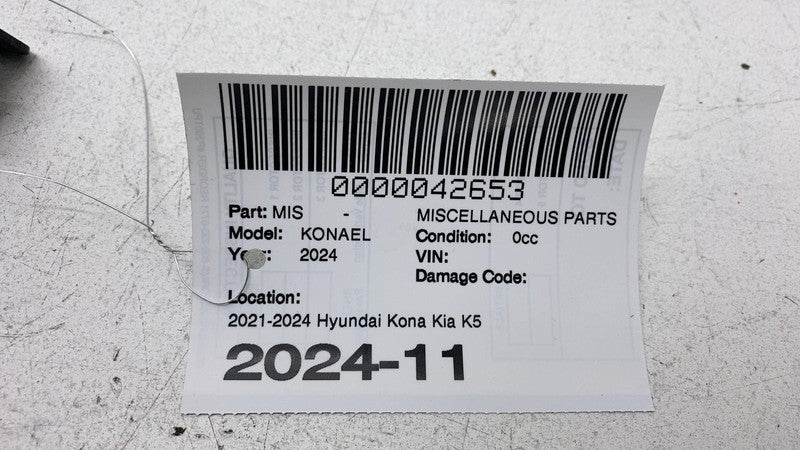 0000042653
Part: MIS - MISCELLANEOUS PARTS
Model: KONAEL Condition: 0cc
Year: 2024 VIN:
Damage Code:
Location:
2021-2024 Hyundai Kona Kia K5
2024-11